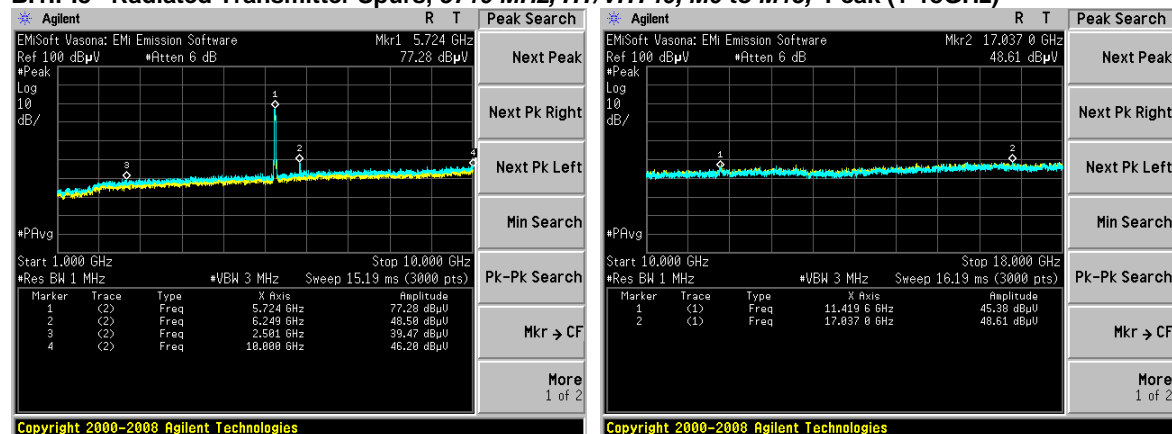 Agilent R T Peak Search
EMiSoft Vasona: EMi Emission Software Mkr1 5.724 GHz
Ref 100 dBµV #Atten 6 dB 77.28 dBµV
#Peak
Log
10
dB/
1
2
3
4
#PAvg
Start 1.000 GHz Stop 10.000 GHz
#Res BW 1 MHz #VBW 3 MHz Sweep 15.19 ms (3000 pts)
Marker Trace Type X Axis Amplitude
1 (2) Freq 5.724 GHz 77.28 dBµV
2 (2) Freq 6.249 GHz 48.50 dBµV
3 (2) Freq 2.501 GHz 39.47 dBµV
4 (2) Freq 10.000 GHz 46.20 dBµV
Next Peak
Next Pk Right
Next Pk Left
Min Search
Pk-Pk Search
Mkr → CF
More
1 of 2
Copyright 2000-2008 Agilent Technologies
Agilent R T Peak Search
EMiSoft Vasona: EMi Emission Software Mkr2 17.037 0 GHz
Ref 100 dBµV #Atten 6 dB 48.61 dBµV
#Peak
Log
10
dB/
1
2
#PAvg
Start 10.000 GHz Stop 18.000 GHz
#Res BW 1 MHz #VBW 3 MHz Sweep 16.19 ms (3000 pts)
Marker Trace Type X Axis Amplitude
1 (1) Freq 11.419 6 GHz 45.38 dBµV
2 (1) Freq 17.037 0 GHz 48.61 dBµV
Next Peak
Next Pk Right
Next Pk Left
Min Search
Pk-Pk Search
Mkr → CF
More
1 of 2
Copyright 2000-2008 Agilent Technologies